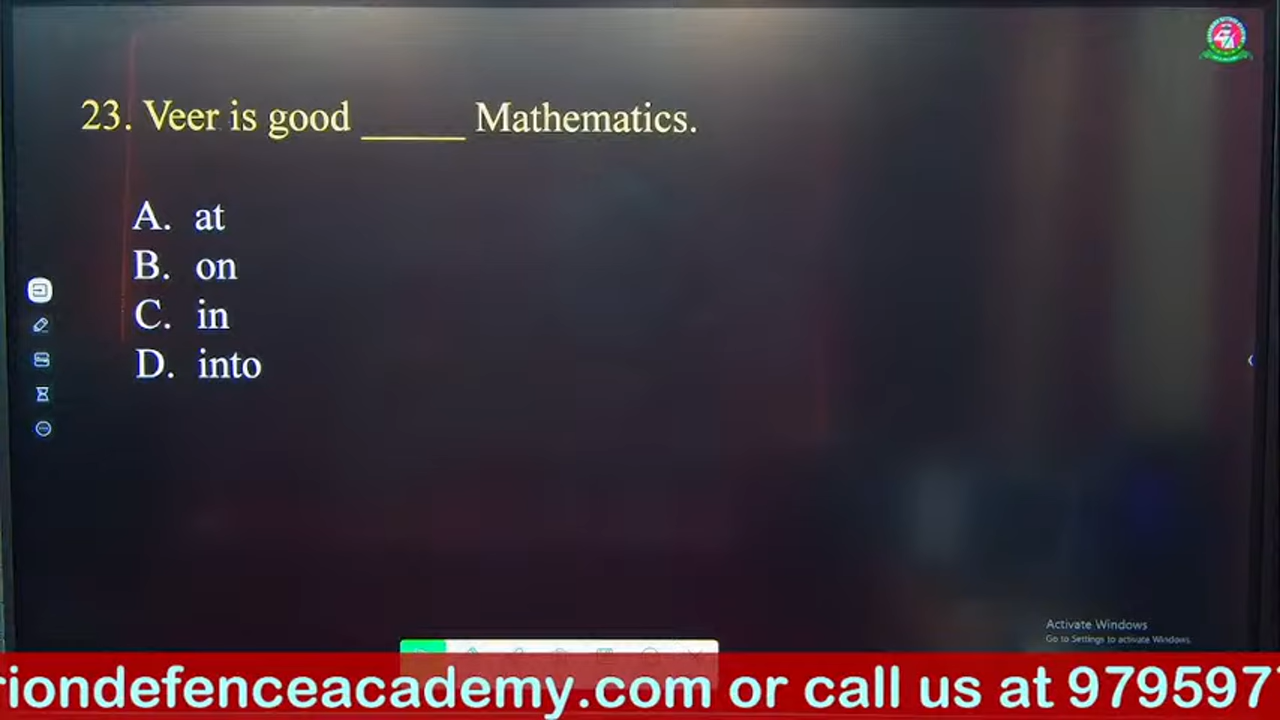 23. Veer is good _____ Mathematics.
A. at
B. on
C. in
D. into
Activate Windows
Go to Settings to activate Windows.
riondefenceacademy.com or call us at 979597